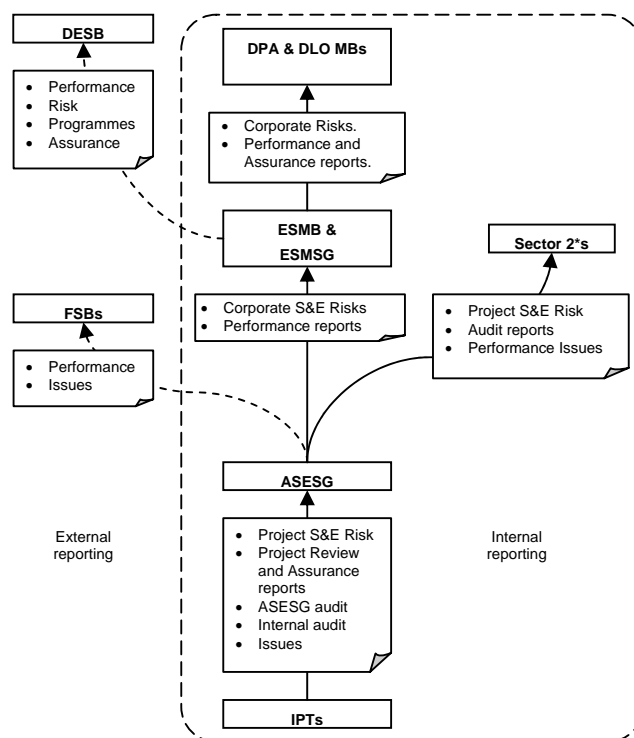 DESB
• Performance
• Risk
• Programmes
• Assurance
DPA & DLO MBs
• Corporate Risks.
• Performance and
Assurance reports.
ESMB &
ESMSG
Sector 2*s
• Corporate S&E Risks
• Performance reports
• Project S&E Risk
• Audit reports
• Performance Issues
FSBs
• Performance
• Issues
ASESG
External
reporting
• Project S&E Risk
• Project Review
and Assurance
reports
• ASESG audit
• Internal audit
• Issues
Internal
reporting
IPTs